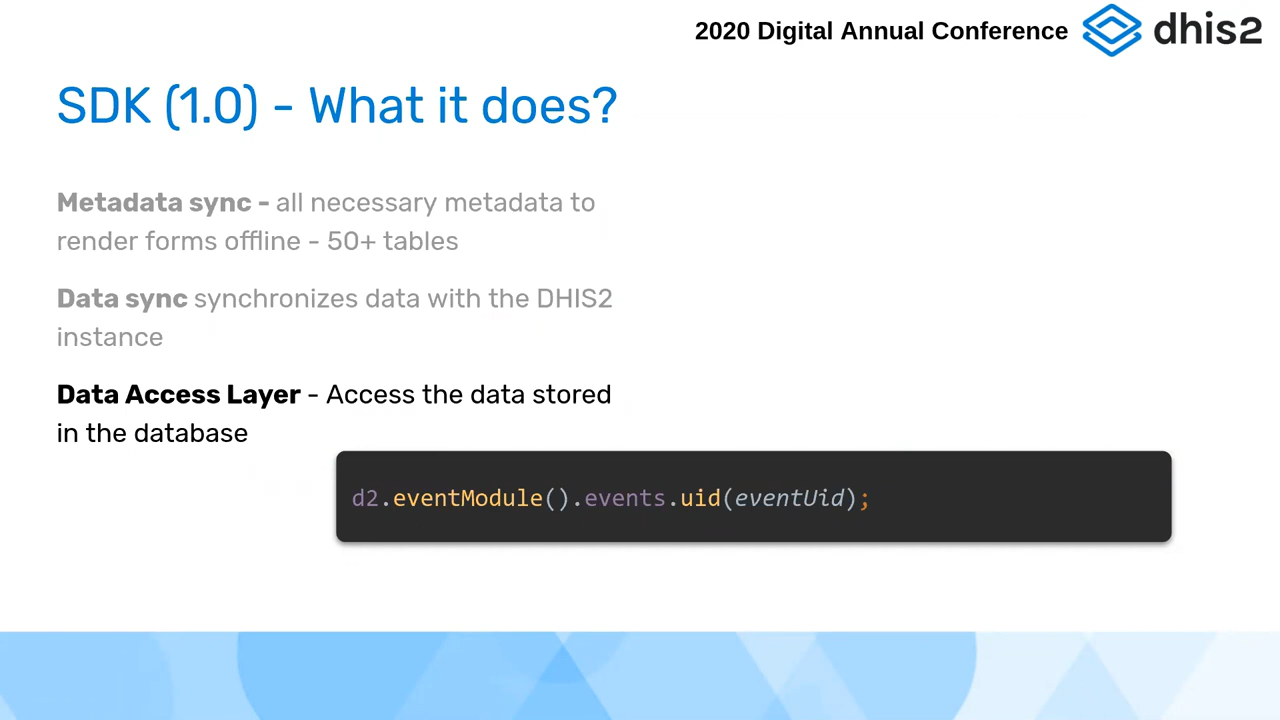 2020 Digital Annual Conference
dhis2
SDK (1.0) - What it does?
Metadata sync - all necessary metadata to
render forms offline - 50+ tables
Data sync synchronizes data with the DHIS2
instance
Data Access Layer - Access the data stored
in the database
d2.eventModule().events.uid(eventUid);